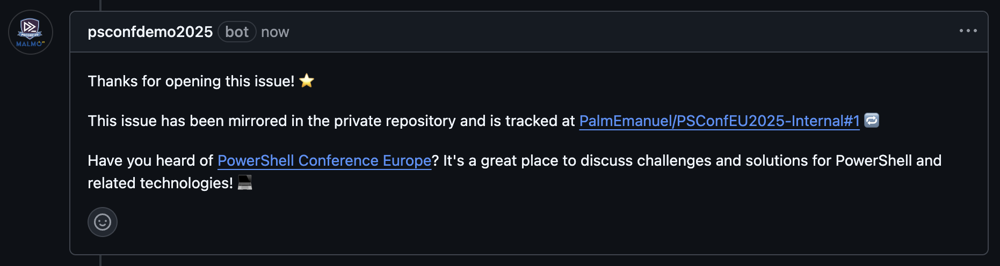 PSCONF.EU
MALMÖ
psconfdemo2025 bot now
Thanks for opening this issue! ⭐
This issue has been mirrored in the private repository and is tracked at PalmEmanuel/PSConfEU2025-Internal#1 🔁
Have you heard of PowerShell Conference Europe? It's a great place to discuss challenges and solutions for PowerShell and
related technologies! 💻